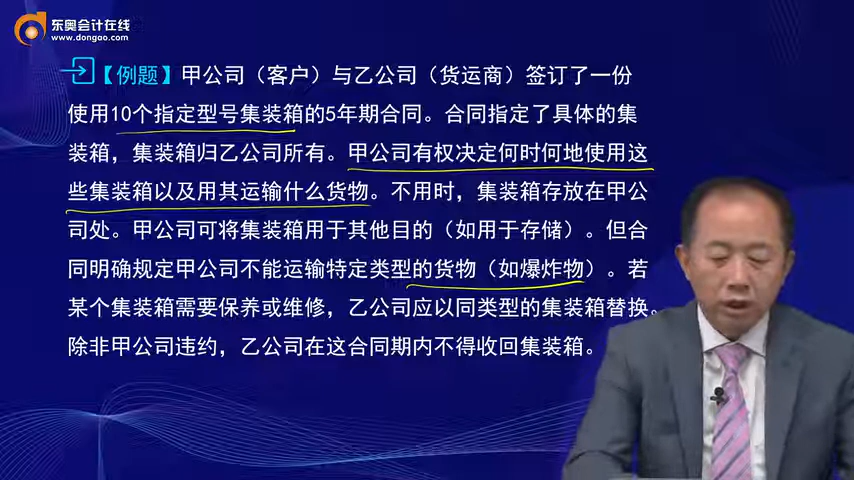 东奥会计在线
www.dongao.com
【例题】甲公司（客户）与乙公司（货运商）签订了一份
使用10个指定型号集装箱的5年期合同。合同指定了具体的集
装箱，集装箱归乙公司所有。甲公司有权决定何时何地使用这
些集装箱以及用其运输什么货物。不用时，集装箱存放在甲公
司处。甲公司可将集装箱用于其他目的（如用于存储）。但合
同明确规定甲公司不能运输特定类型的货物（如爆炸物）。若
某个集装箱需要保养或维修，乙公司应以同类型的集装箱替换。
除非甲公司违约，乙公司在这合同期内不得收回集装箱。